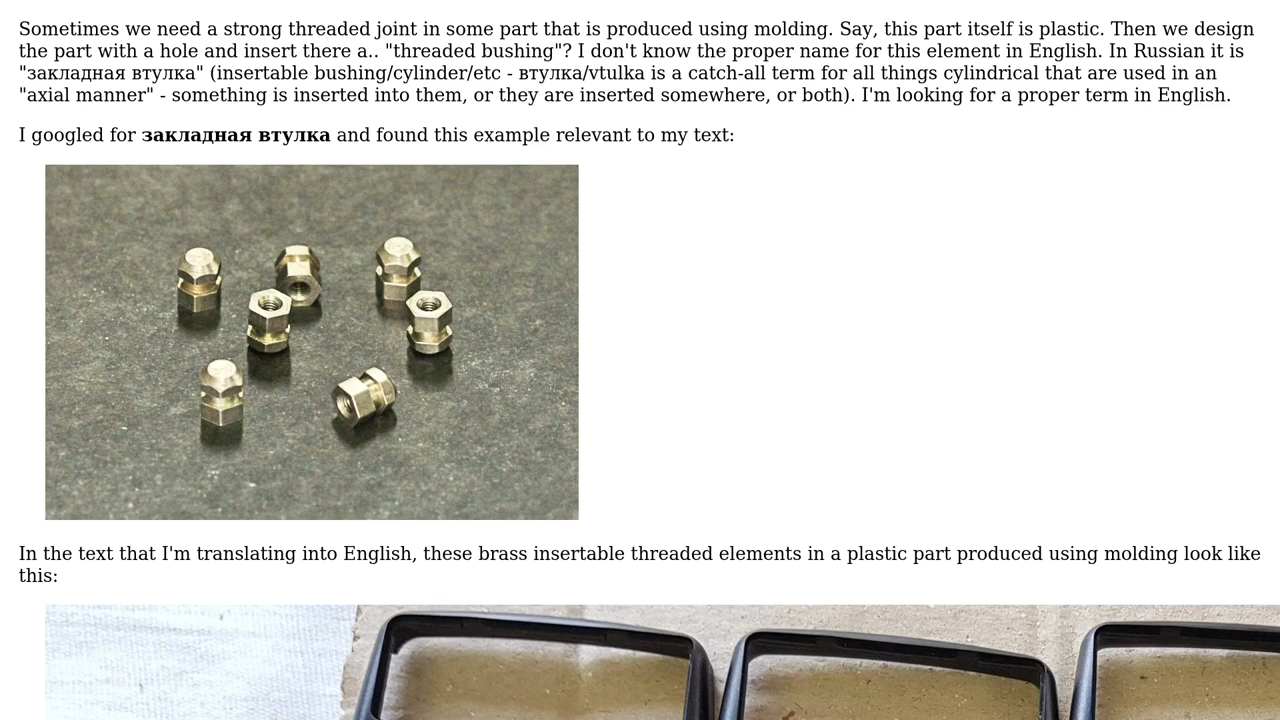 Sometimes we need a strong threaded joint in some part that is produced using molding. Say, this part itself is plastic. Then we design
the part with a hole and insert there a.. "threaded bushing"? I don't know the proper name for this element in English. In Russian it is
"закладная втулка" (insertable bushing/cylinder/etc - втулка/vtulka is a catch-all term for all things cylindrical that are used in an
"axial manner" - something is inserted into them, or they are inserted somewhere, or both). I'm looking for a proper term in English.
I googled for закладная втулка and found this example relevant to my text:
In the text that I'm translating into English, these brass insertable threaded elements in a plastic part produced using molding look like
this: